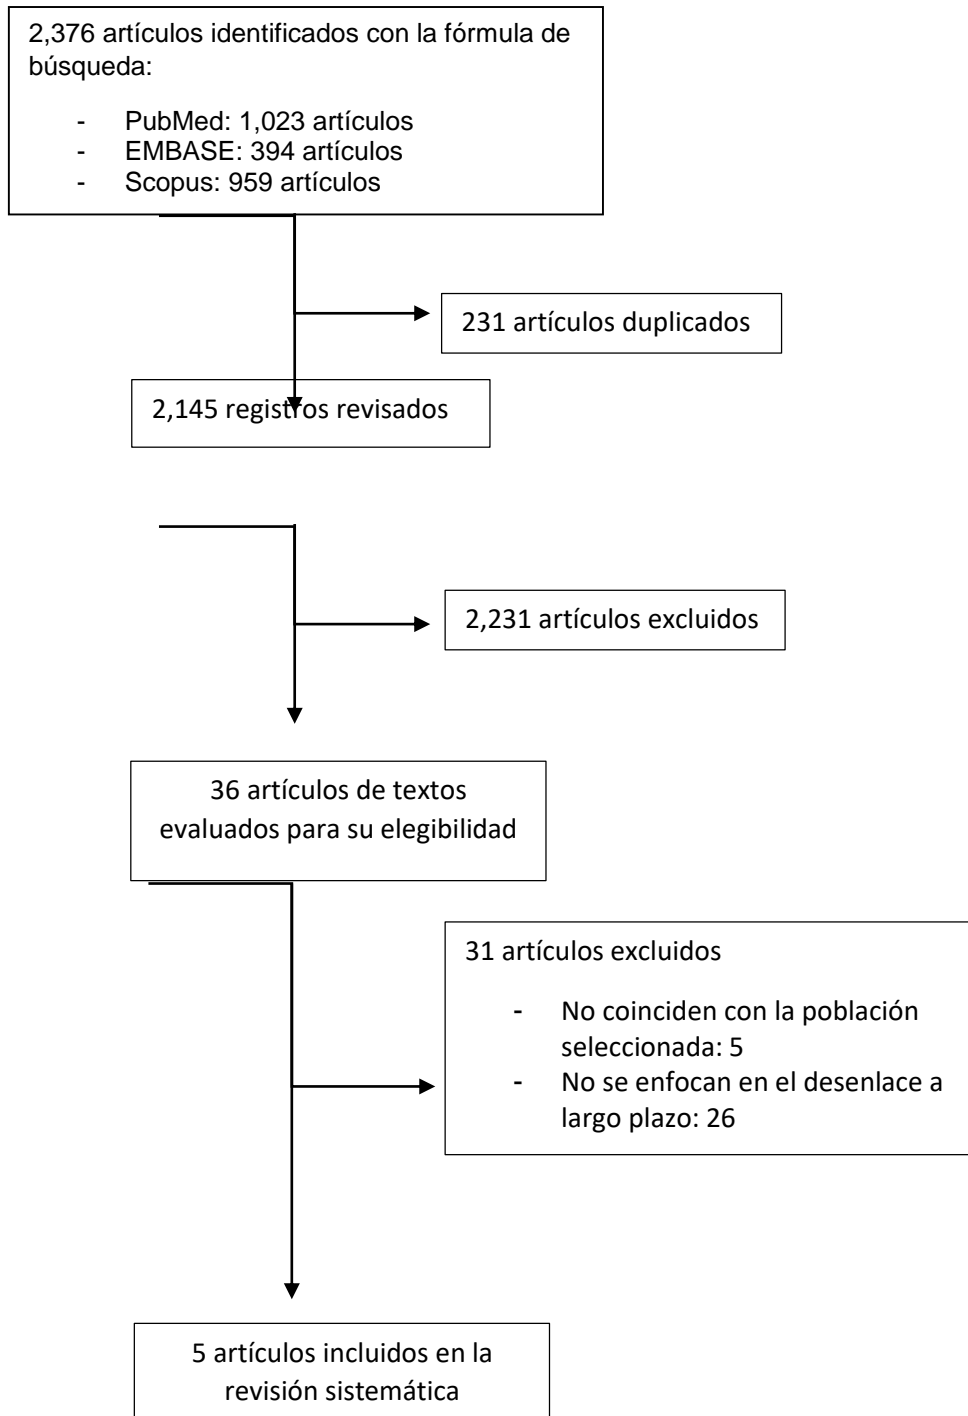 2,376 artículos identificados con la fórmula de
búsqueda:
- PubMed: 1,023 artículos
- EMBASE: 394 artículos
- Scopus: 959 artículos
231 artículos duplicados
2,145 registros revisados
2,231 artículos excluidos
36 artículos de textos
evaluados para su elegibilidad
31 artículos excluidos
- No coinciden con la población
seleccionada: 5
- No se enfocan en el desenlace a
largo plazo: 26
5 artículos incluidos en la
revisión sistemática